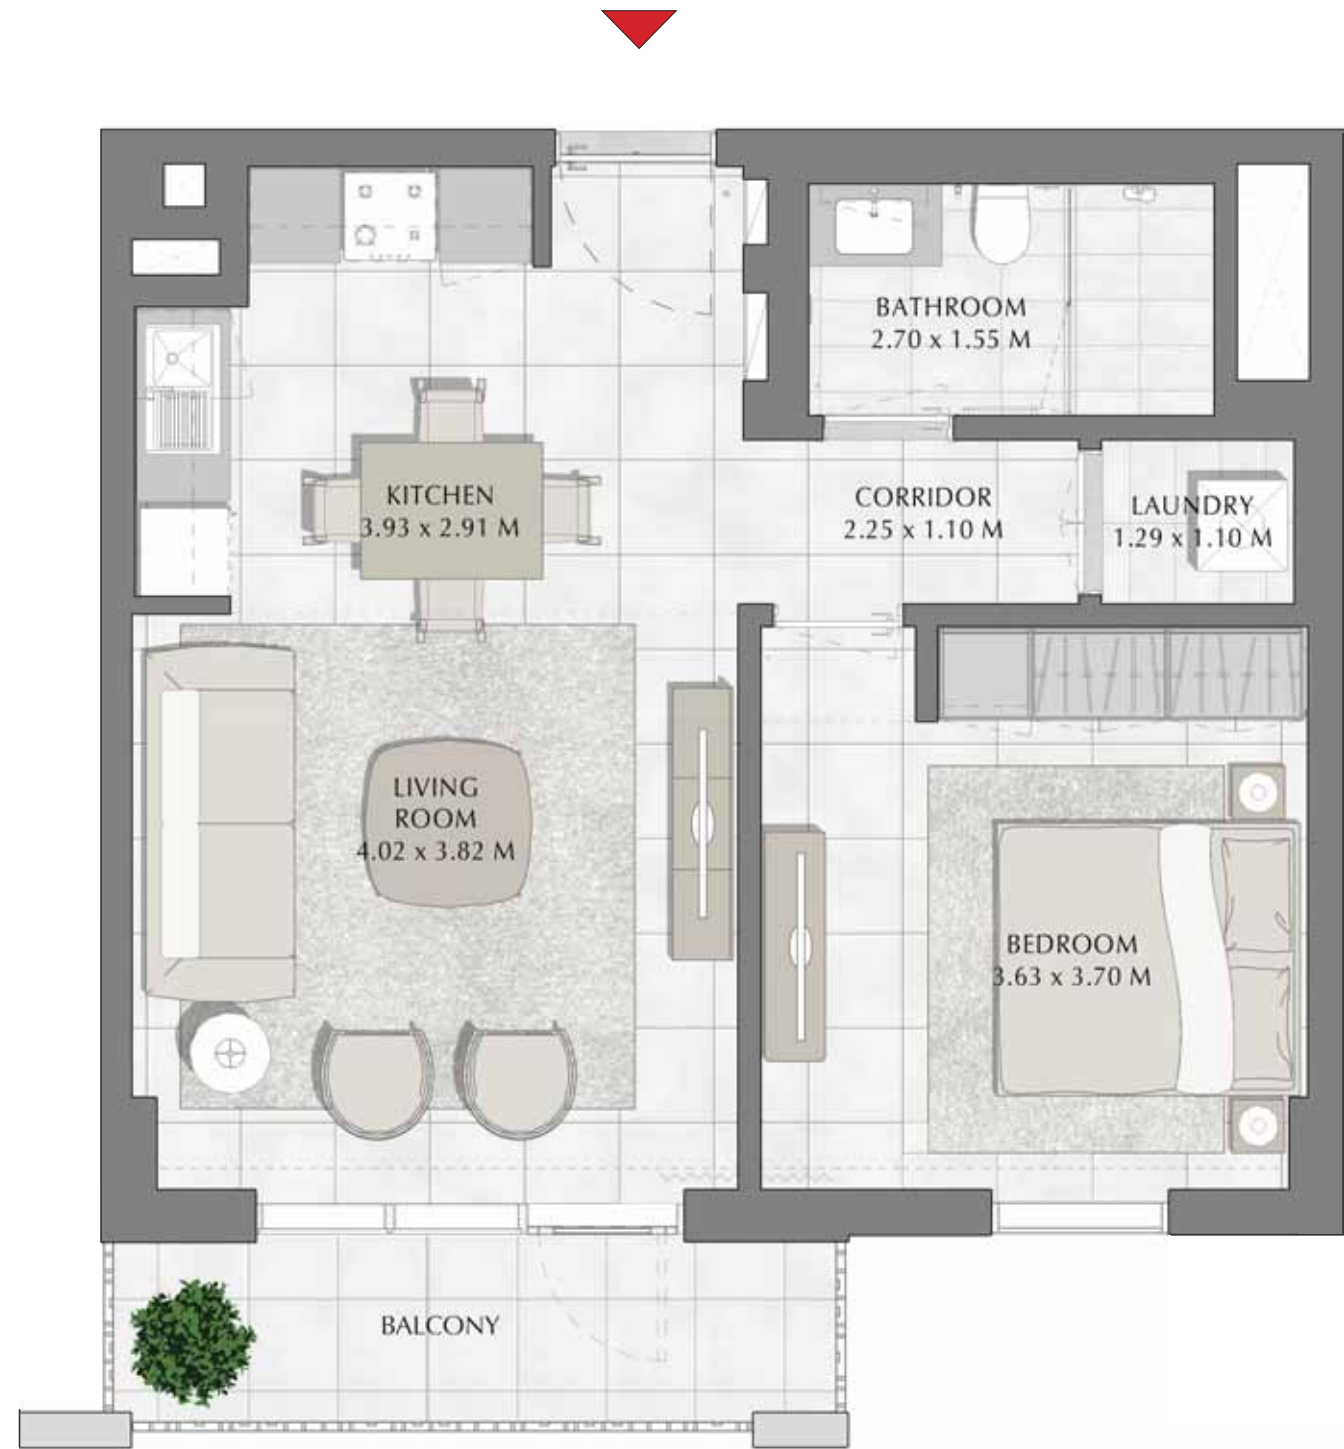 BATHROOM
2.70 x 1.55 M
KITCHEN
3.93 x 2.91 M
CORRIDOR
2.25 x 1.10 M
LAUNDRY
1.29 x 1.10 M
LIVING
ROOM
4.02 x 3.82 M
BEDROOM
3.63 x 3.70 M
BALCONY